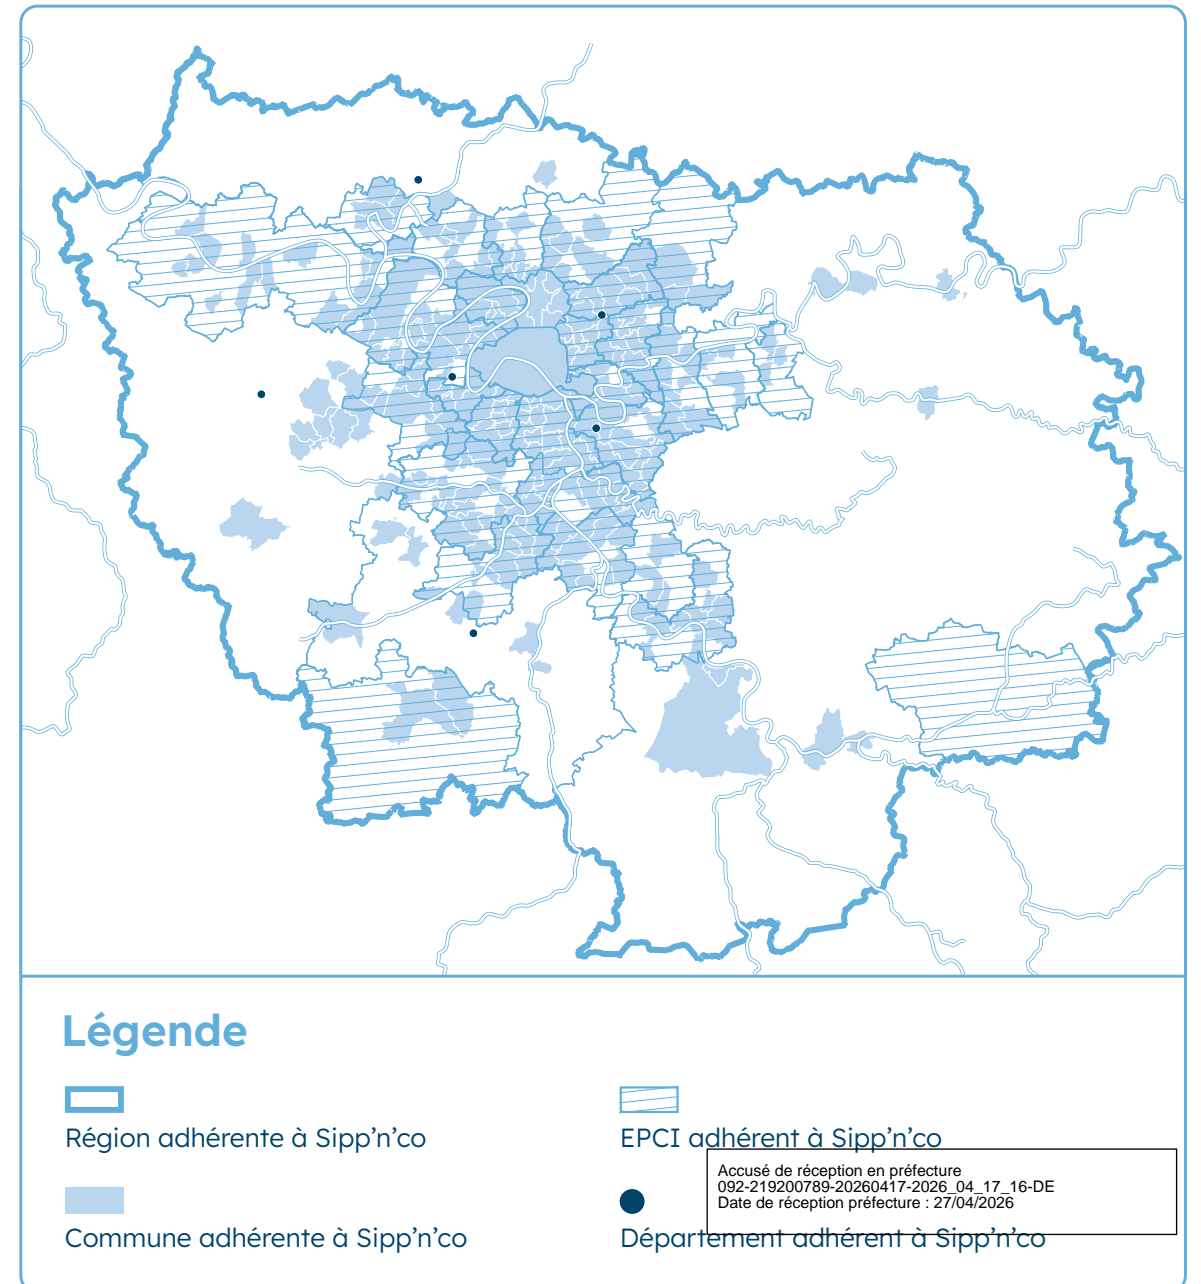 Légende
Région adhérente à Sipp'n'co
EPCI adhérent à Sipp'n'co
Accusé de réception en préfecture
092-219200789-20260417-2026_04_17_16-DE
Date de réception préfecture : 27/04/2026
Commune adhérente à Sipp'n'co
Département adhérent à Sipp'n'co